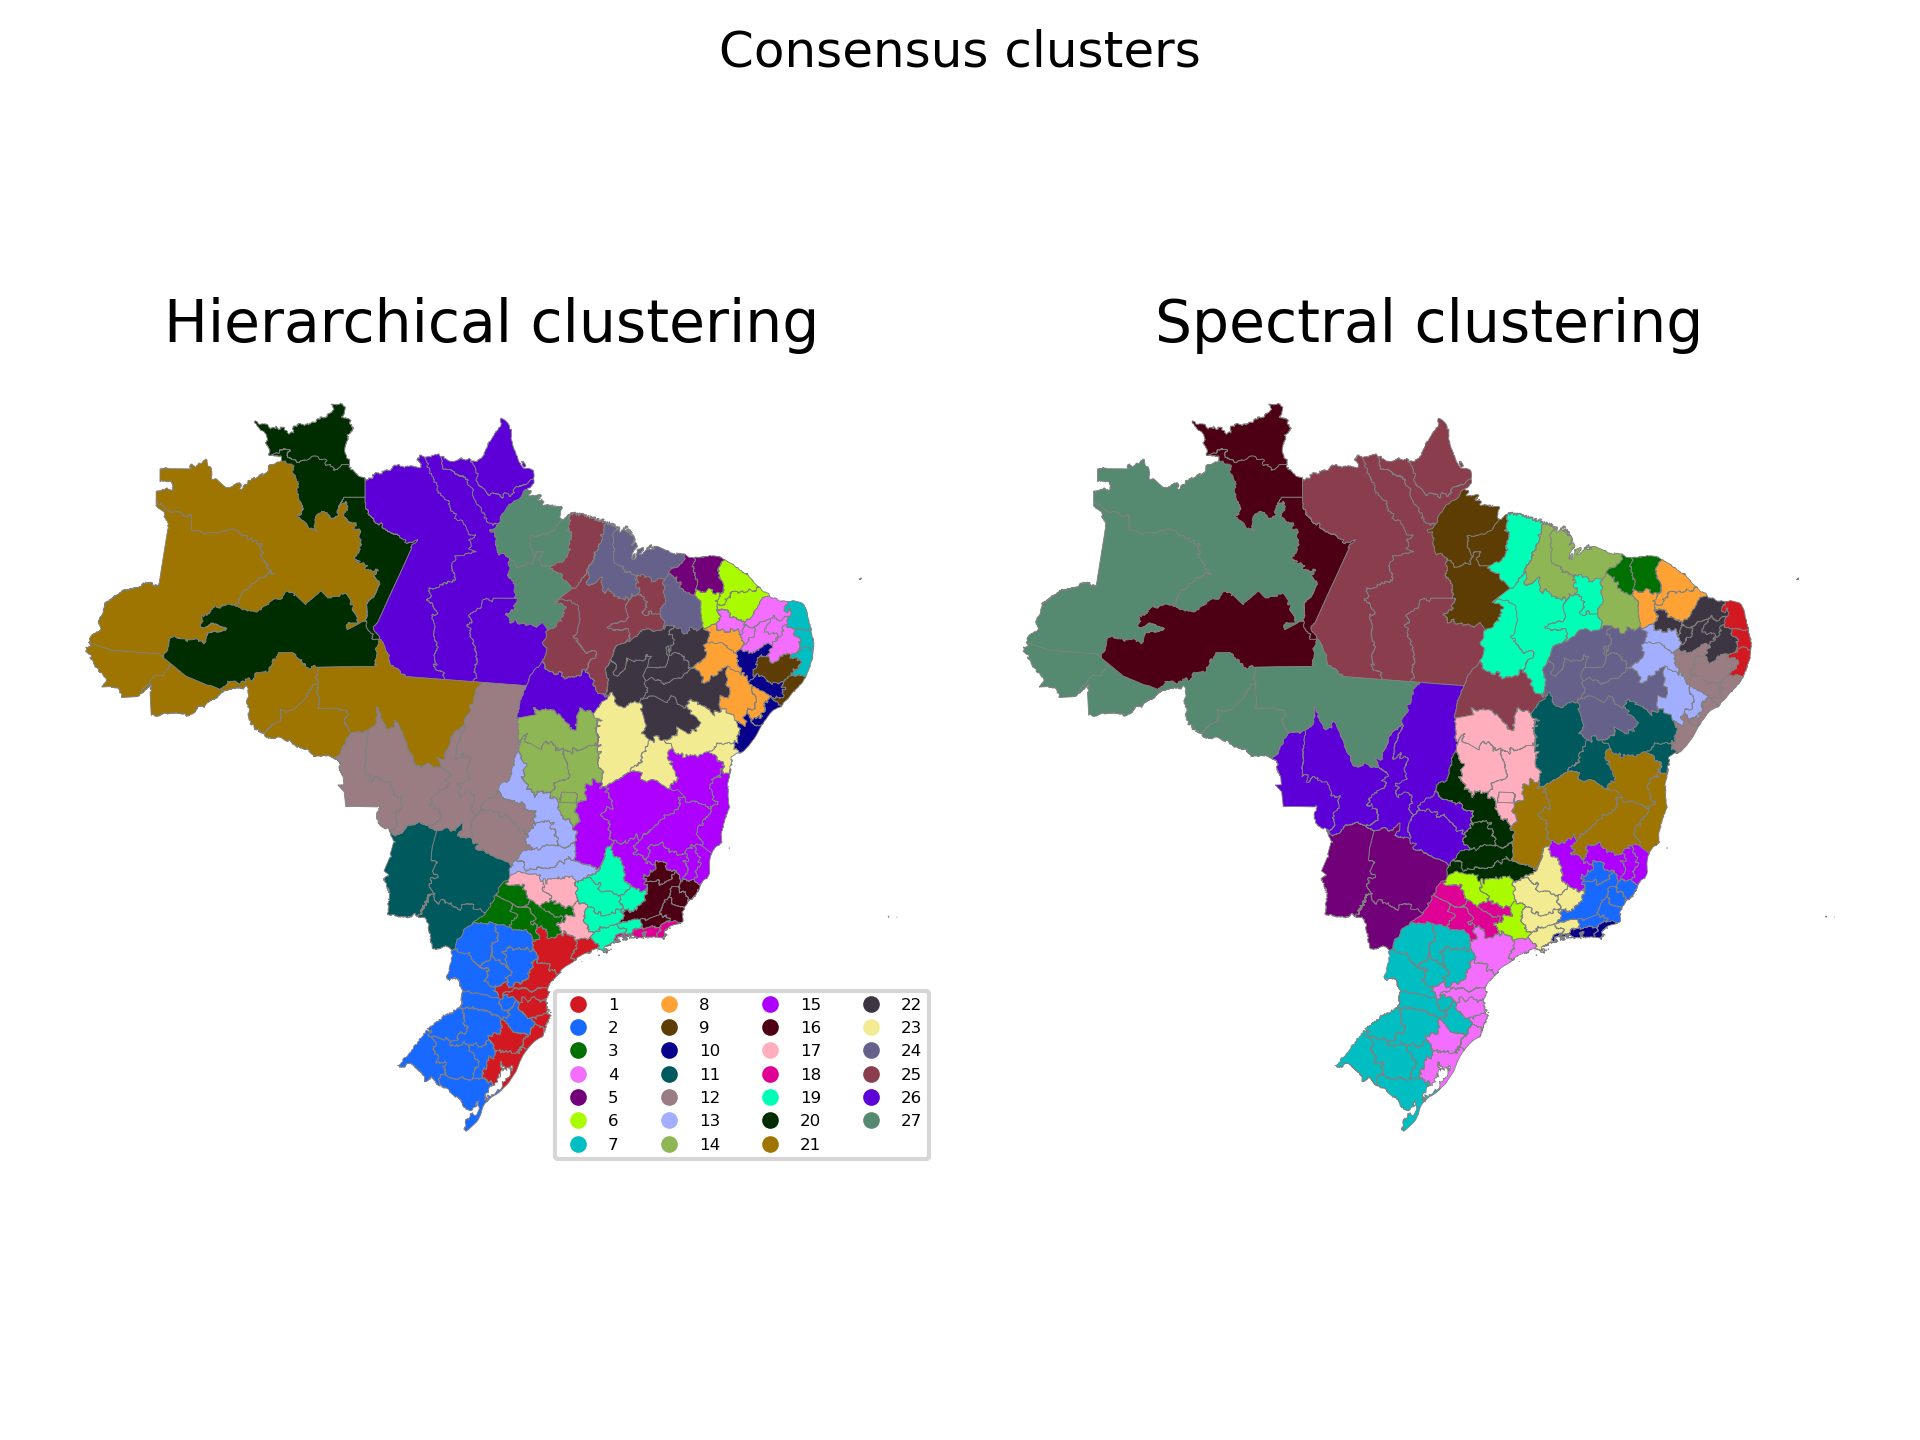 Consensus clusters
Hierarchical clustering
Spectral clustering
1 8 15 22
2 9 16 23
3 10 17 24
4 11 18 25
5 12 19 26
6 13 20 27
7 14 21